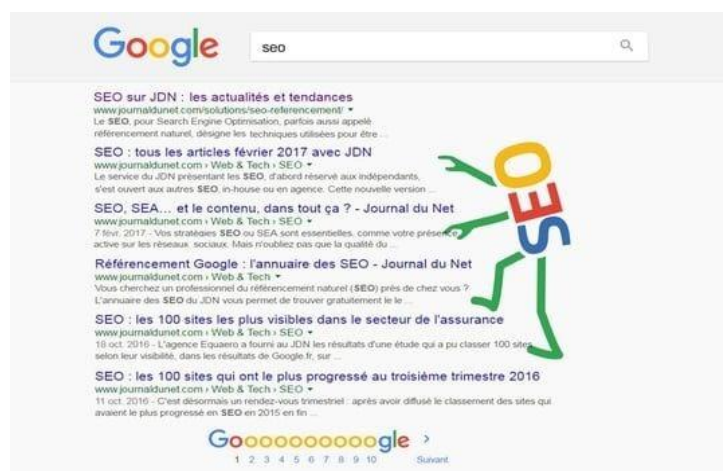 Google
seo
SEO sur JDN : les actualités et tendances
www.journaldunet.com/solutions/seo-referencement/
Le SEO, pour Search Engine Optimisation, parfois aussi appelé
référencement naturel, désigne les techniques utilisées pour être ...
SEO : tous les articles février 2017 avec JDN
www.journaldunet.com › Web & Tech › SEO
Le service du JDN présentant les SEO, d'abord réservé aux indépendants,
s'est ouvert aux autres SEO, in-house ou en agence. Cette nouvelle version ...
SEO, SEA... et le contenu, dans tout ça ? - Journal du Net
www.journaldunet.com › Web & Tech › SEO
7 févr. 2017 - Vos stratégies SEO ou SEA sont essentielles, comme votre présence
active sur les réseaux sociaux. Mais n'oubliez pas que la qualité du ...
Référencement Google : l'annuaire des SEO - Journal du Net
www.journaldunet.com › Web & Tech
Vous cherchez un professionnel du référencement naturel (SEO) près de chez vous ?
L'annuaire des SEO du JDN vous permet de trouver gratuitement le le ...
SEO : les 100 sites les plus visibles dans le secteur de l'assurance
www.journaldunet.com › Web & Tech › SEO
18 oct. 2016 - L'agence Equaero a fourni au JDN les résultats d'une étude qui a pu classer 100 sites
selon leur visibilité, dans les résultats de Google.fr, sur ...
SEO : les 100 sites qui ont le plus progressé au troisième trimestre 2016
www.journaldunet.com › Web & Tech › SEO
11 oct. 2016 - C'est désormais un rendez-vous trimestriel : après avoir diffusé le classement des sites qui
avaient le plus progressé en SEO en 2015 en fin ...
SEO
Goooooooooogle
1 2 3 4 5 6 7 8 9 10 Suivant